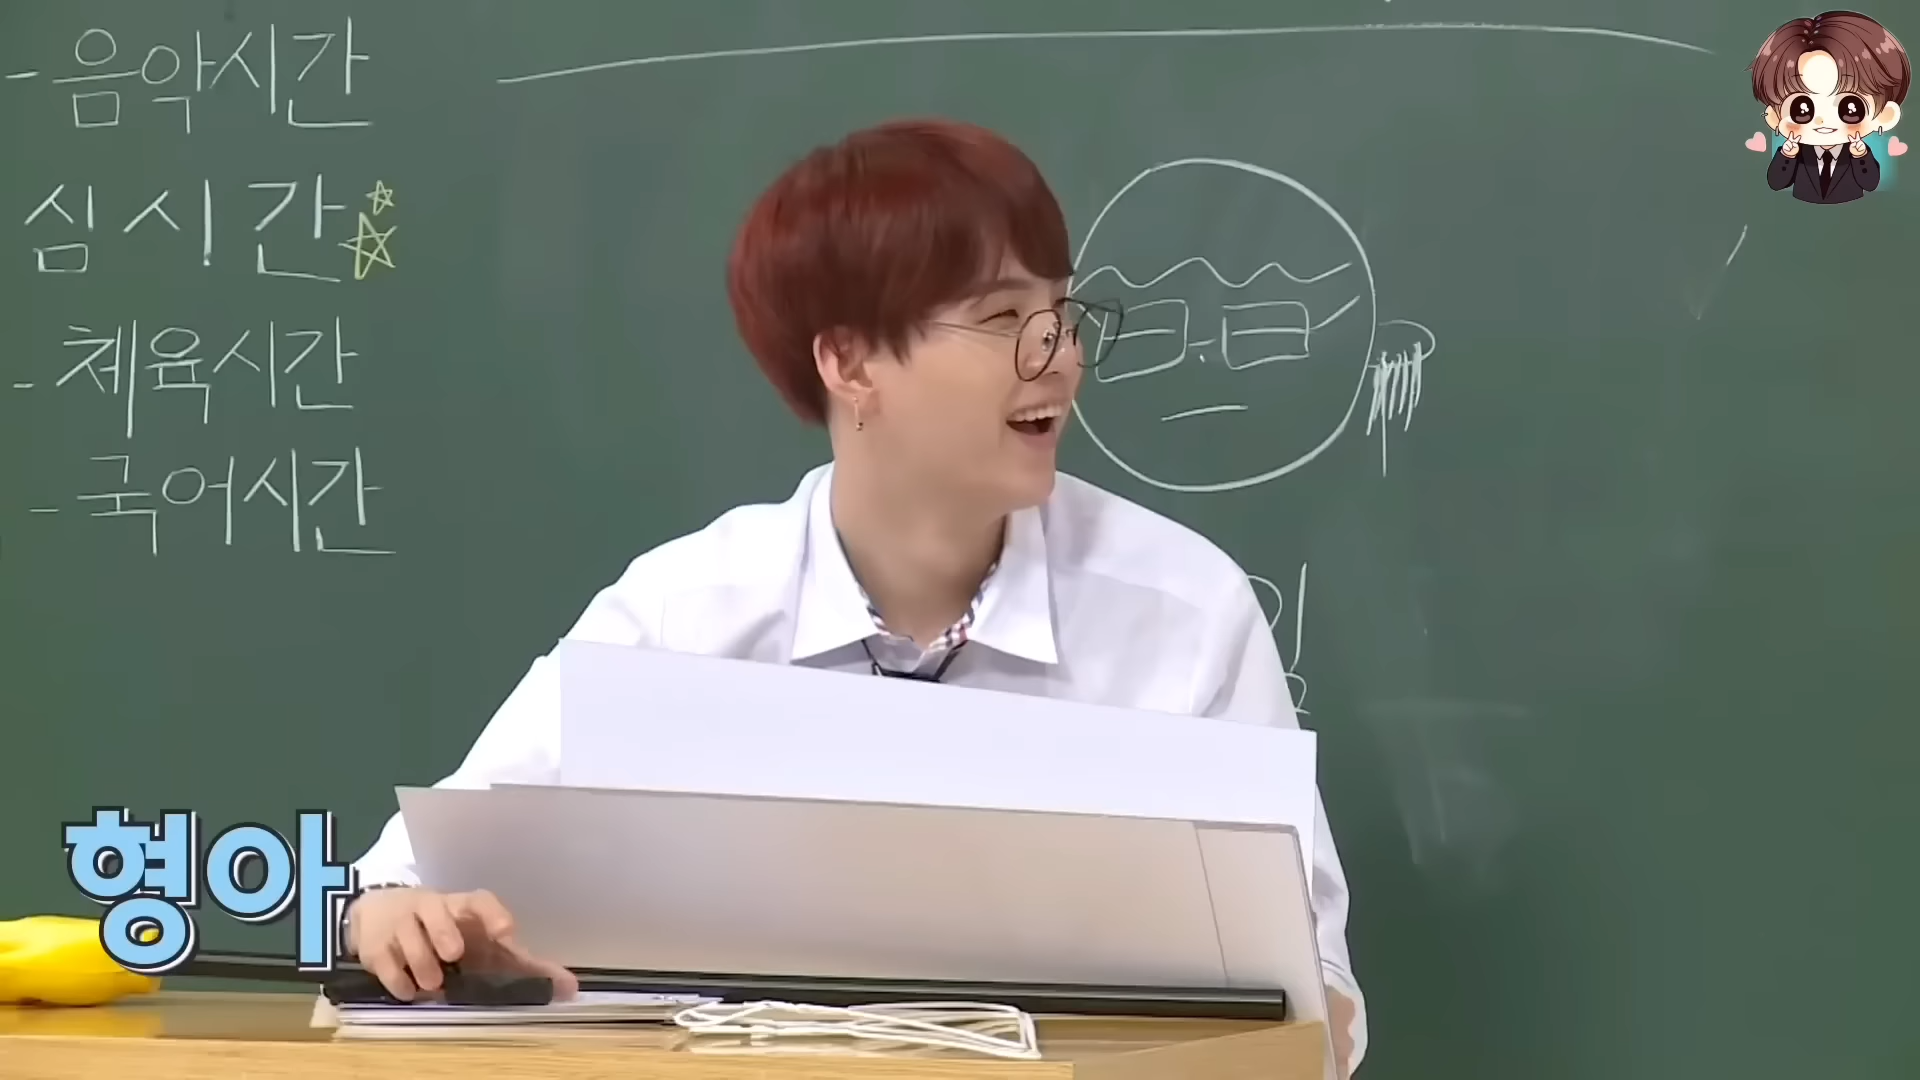 - 음악시간
심 시 간
- 체육시간
- 국어시간
형아